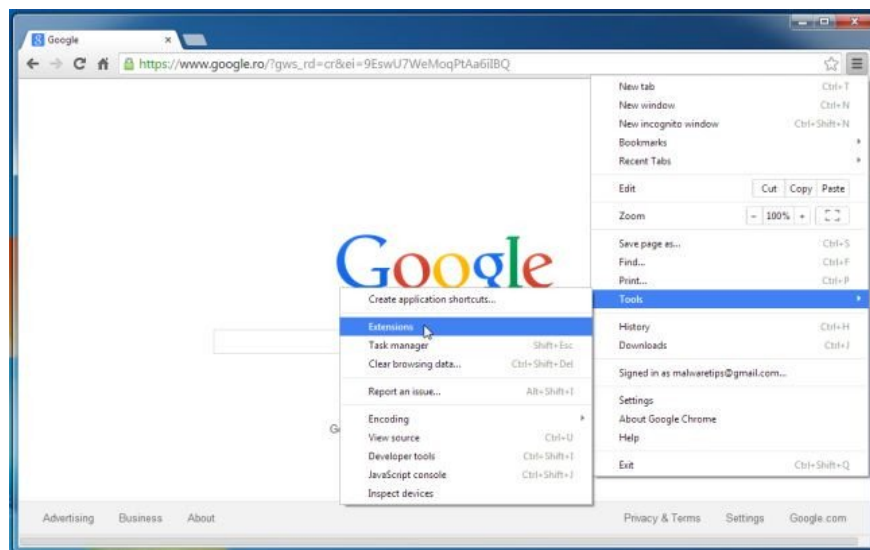 Google
https://www.google.ro/?gws_rd=cr&ei=9EswU7WeMoqPtAa6iIBQ
New tab Ctrl+T
New window Ctrl+N
New incognito window Ctrl+Shift+N
Bookmarks
Recent Tabs
Edit Cut Copy Paste
Zoom - 100% +
Save page as... Ctrl+S
Find... Ctrl+F
Print... Ctrl+P
Tools
History Ctrl+H
Downloads Ctrl+J
Signed in as malwaretips@gmail.com...
Settings
About Google Chrome
Help
Exit Ctrl+Shift+Q
Google
Create application shortcuts...
Extensions
Task manager Shift+Esc
Clear browsing data... Ctrl+Shift+Del
Report an issue... Alt+Shift+I
Encoding
View source Ctrl+U
Developer tools Ctrl+Shift+I
JavaScript console Ctrl+Shift+J
Inspect devices
Advertising Business About Privacy & Terms Settings Google.com